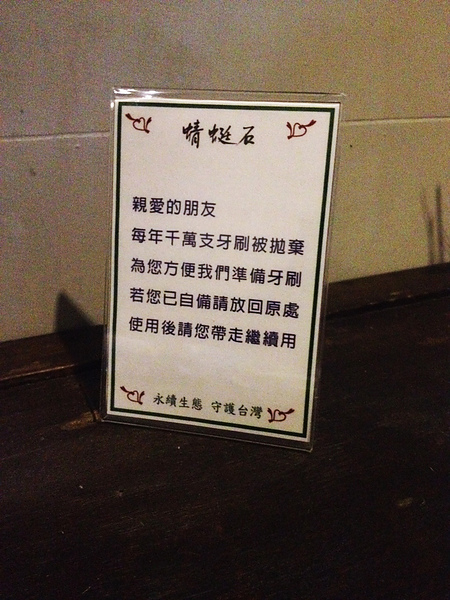 蜻蜓石
親愛的朋友
每年千萬支牙刷被拋棄
為您方便我們準備牙刷
若您已自備請放回原處
使用後請您帶走繼續用
永續生態 守護台灣